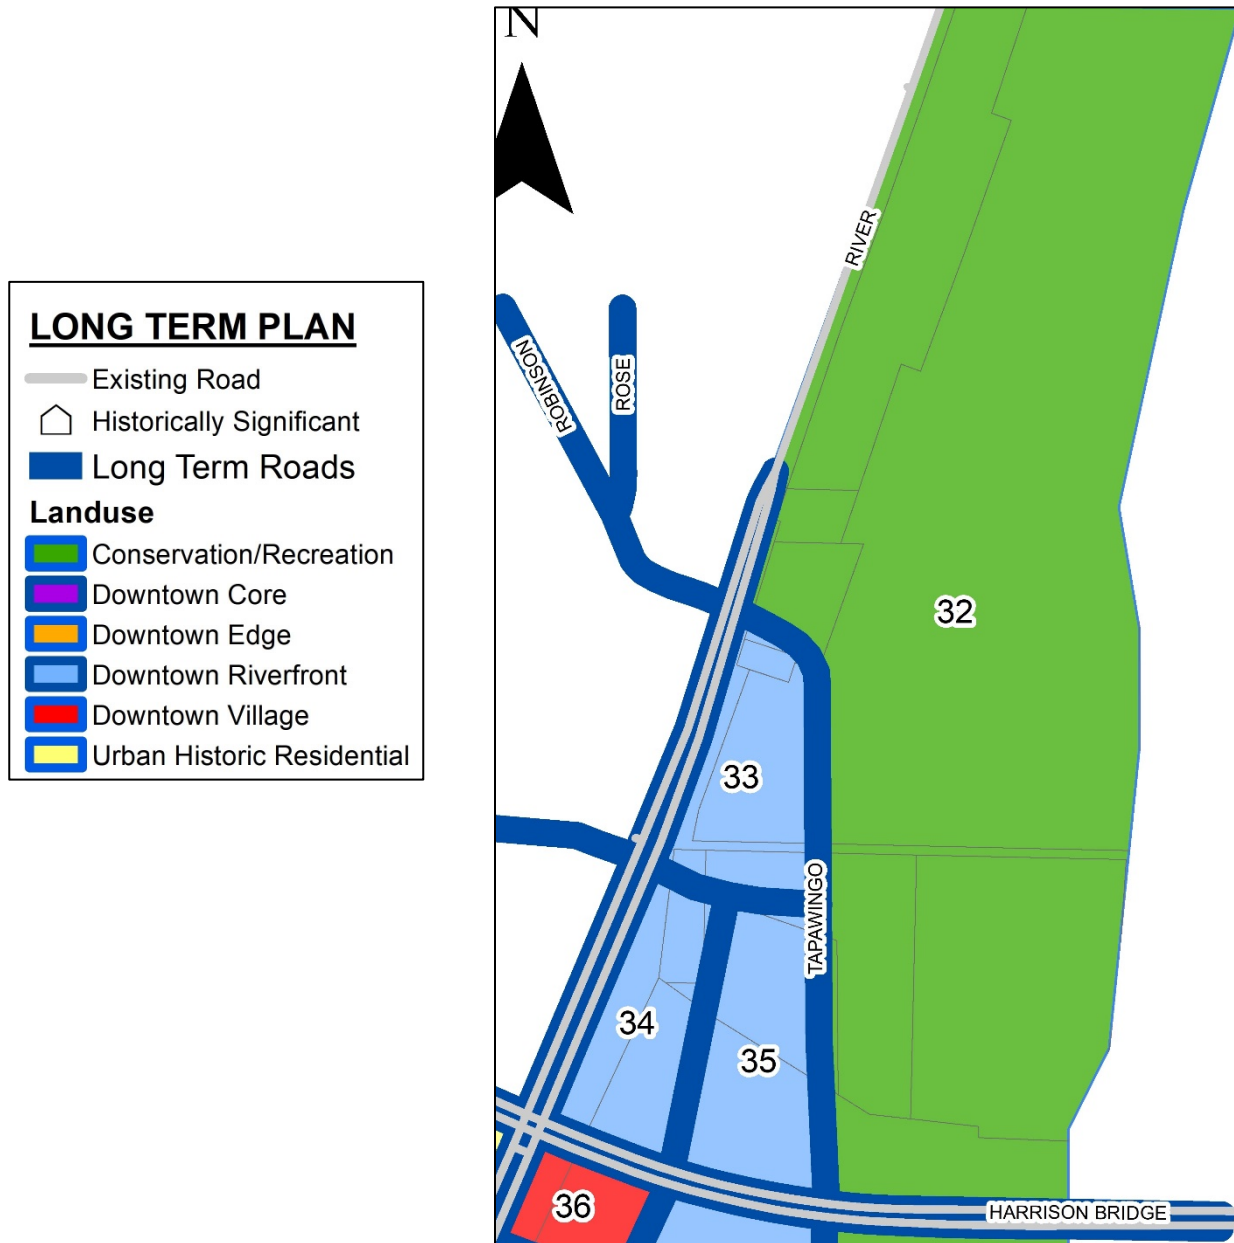 N
LONG TERM PLAN
Existing Road
Historically Significant
Long Term Roads
Landuse
Conservation/Recreation
Downtown Core
Downtown Edge
Downtown Riverfront
Downtown Village
Urban Historic Residential
RIVER
ROBINSON
ROSE
32
33
TAPAWINGO
34
35
36
HARRISON BRIDGE